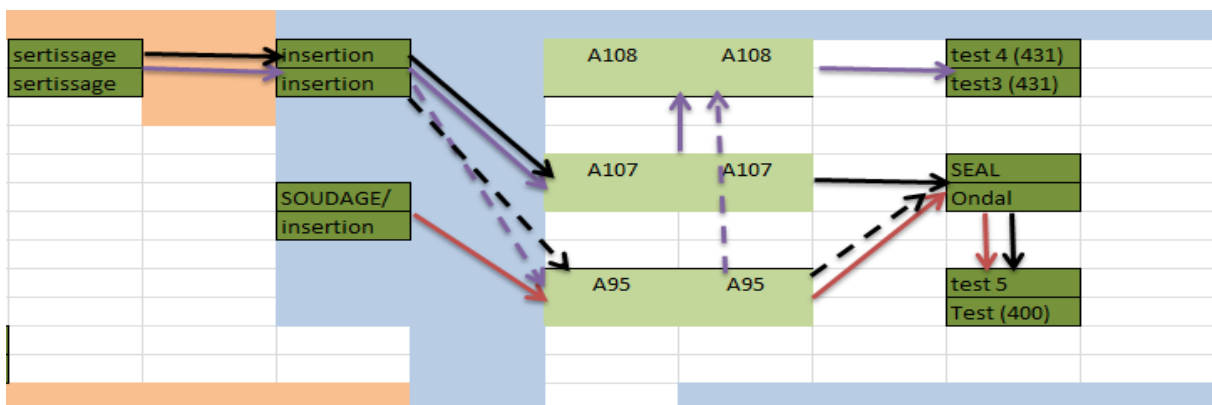 sertissage insertion A108 A108 test 4 (431)
sertissage insertion test3 (431)
A107 A107 SEAL
SOUDAGE/ Ondal
insertion
A95 A95 test 5
Test (400)